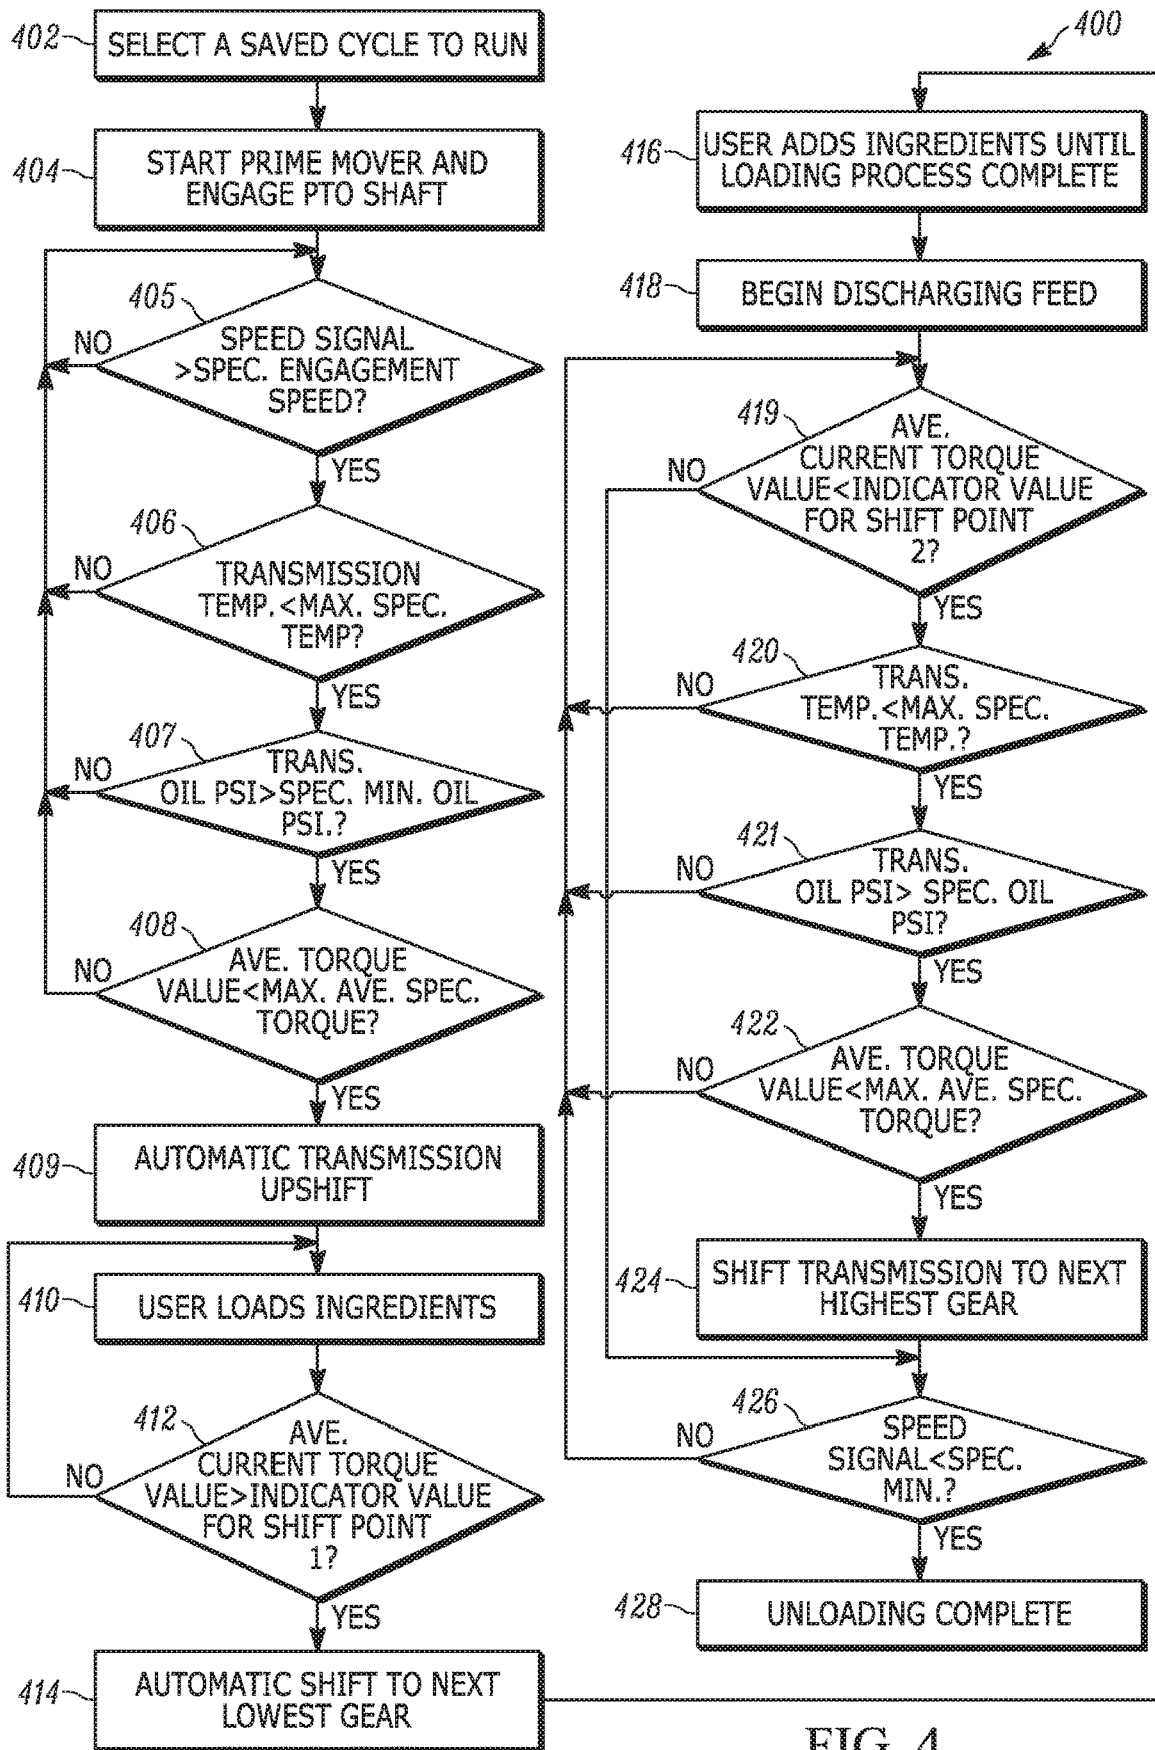 400
402
SELECT A SAVED CYCLE TO RUN
404
START PRIME MOVER AND
ENGAGE PTO SHAFT
405
SPEED SIGNAL
>SPEC. ENGAGEMENT
SPEED?
NO
YES
406
TRANSMISSION
TEMP.<MAX. SPEC.
TEMP?
NO
YES
407
TRANS.
OIL PSI>SPEC. MIN. OIL
PSI.?
NO
YES
408
AVE. TORQUE
VALUE<MAX. AVE. SPEC.
TORQUE?
NO
YES
409
AUTOMATIC TRANSMISSION
UPSHIFT
410
USER LOADS INGREDIENTS
412
AVE.
CURRENT TORQUE
VALUE>INDICATOR VALUE
FOR SHIFT POINT
1?
NO
YES
414
AUTOMATIC SHIFT TO NEXT
LOWEST GEAR
416
USER ADDS INGREDIENTS UNTIL
LOADING PROCESS COMPLETE
418
BEGIN DISCHARGING FEED
419
AVE.
CURRENT TORQUE
VALUE<INDICATOR VALUE
FOR SHIFT POINT
2?
NO
YES
420
TRANS.
TEMP.<MAX. SPEC.
TEMP.?
NO
YES
421
TRANS.
OIL PSI> SPEC. OIL
PSI?
NO
YES
422
AVE. TORQUE
VALUE<MAX. AVE. SPEC.
TORQUE?
NO
YES
424
SHIFT TRANSMISSION TO NEXT
HIGHEST GEAR
426
SPEED
SIGNAL<SPEC.
MIN.?
NO
YES
428
UNLOADING COMPLETE
FIG. 4